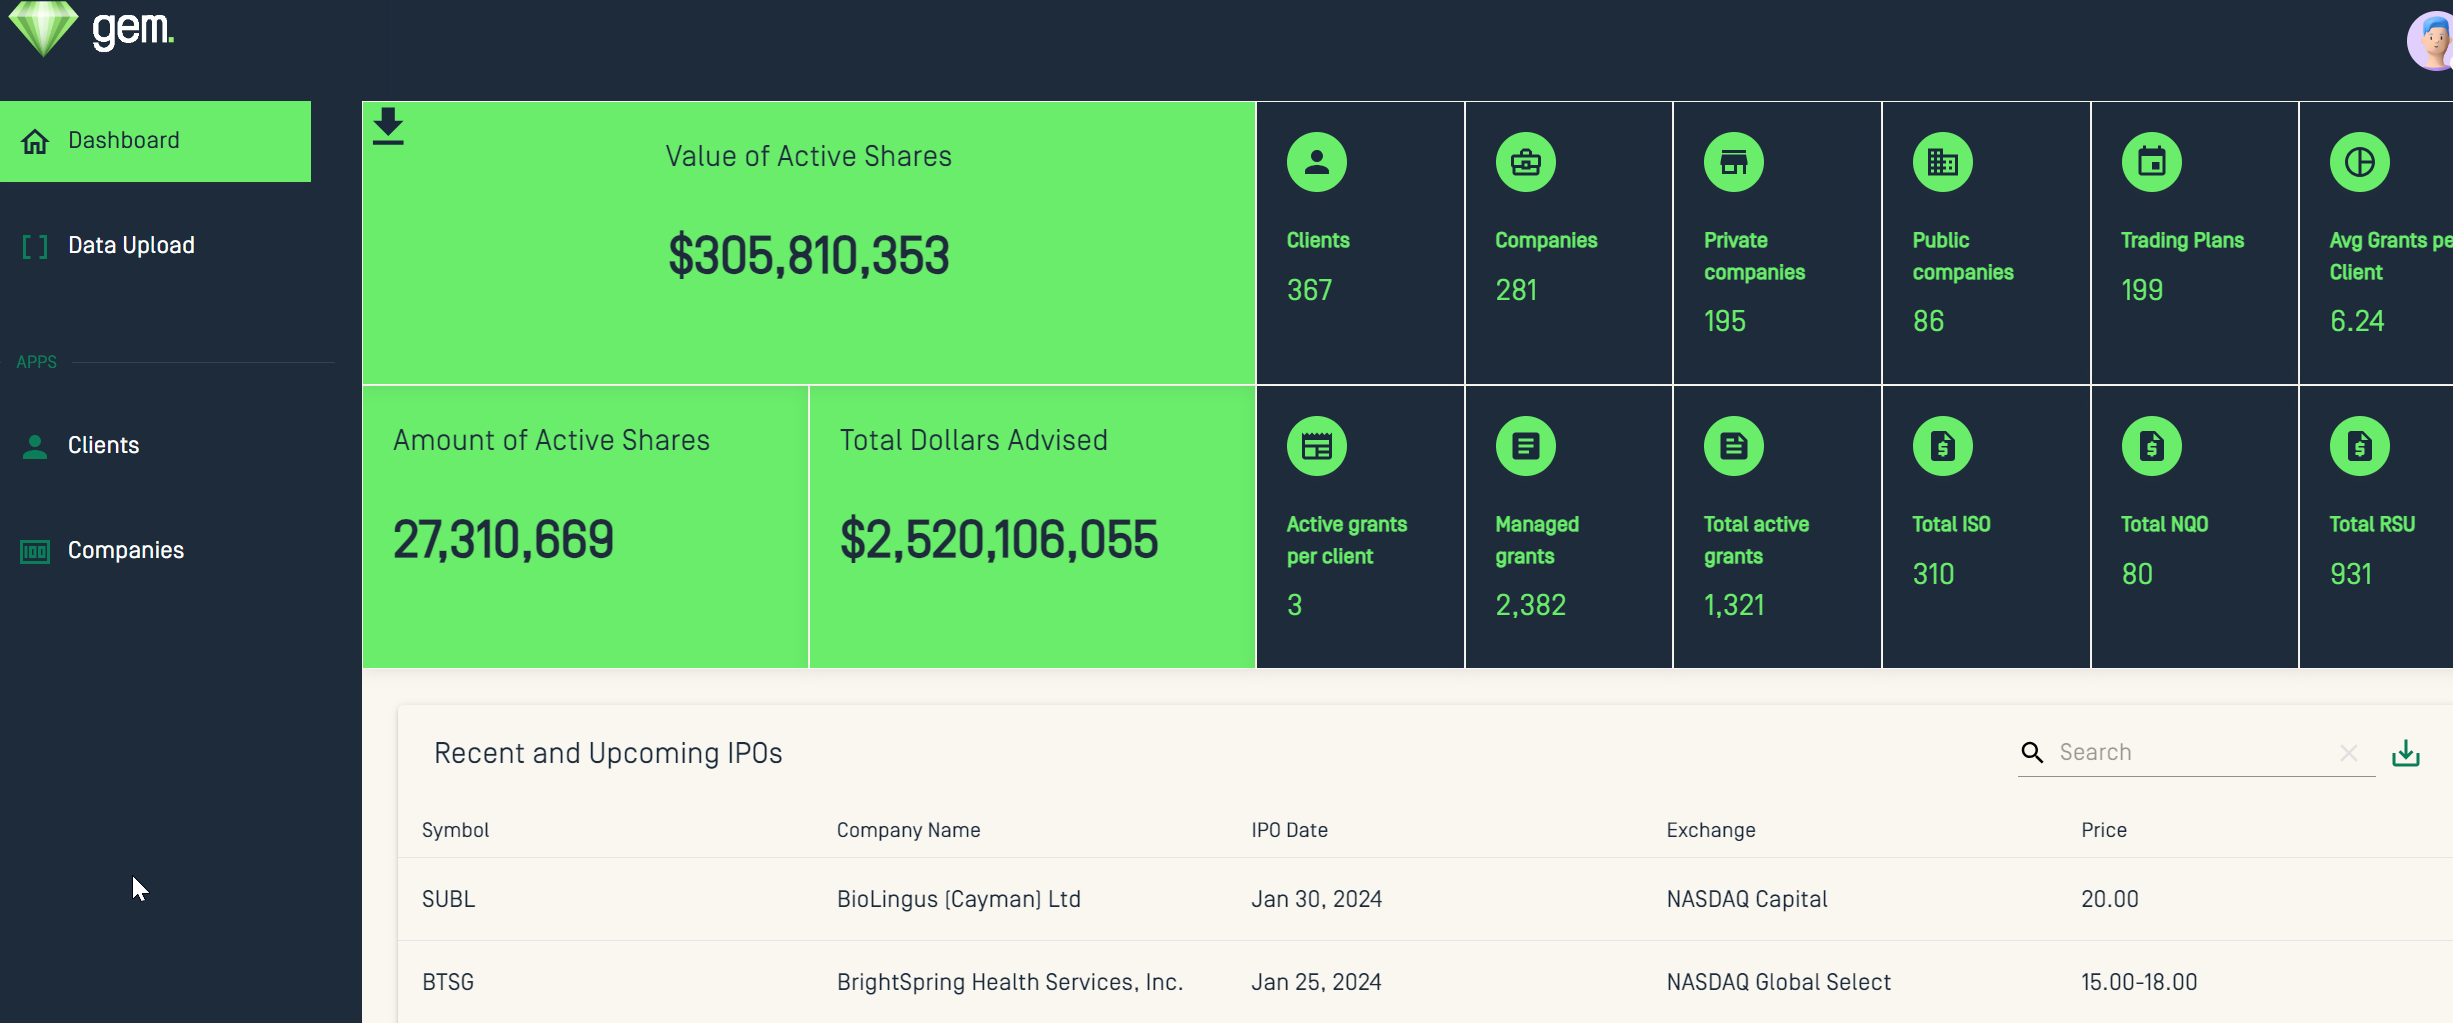 gem.
Dashboard
Data Upload
APPS
Clients
Companies
Value of Active Shares
$305,810,353
Amount of Active Shares
27,310,669
Total Dollars Advised
$2,520,106,055
Clients
367
Companies
281
Private
companies
195
Public
companies
86
Trading Plans
199
Avg Grants pe
Client
6.24
Active grants
per client
3
Managed
grants
2,382
Total active
grants
1,321
Total ISO
310
Total NQO
80
Total RSU
931
Recent and Upcoming IPOs
Search
Symbol Company Name IPO Date Exchange Price
SUBL BioLingus (Cayman) Ltd Jan 30, 2024 NASDAQ Capital 20.00
BTSG BrightSpring Health Services, Inc. Jan 25, 2024 NASDAQ Global Select 15.00-18.00